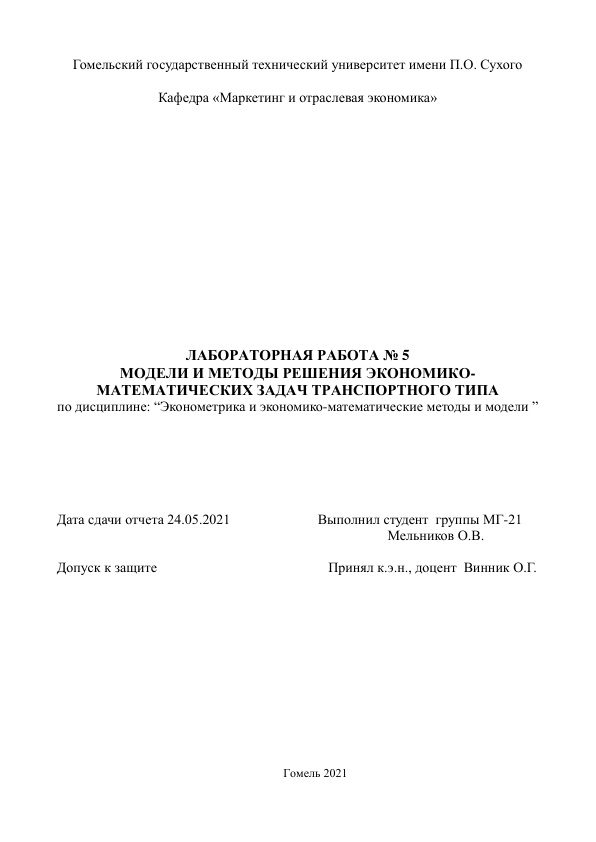 Гомельский государственный технический университет имени П.О. Сухого
Кафедра «Маркетинг и отраслевая экономика»
ЛАБОРАТОРНАЯ РАБОТА № 5
МОДЕЛИ И МЕТОДЫ РЕШЕНИЯ ЭКОНОМИКО-
МАТЕМАТИЧЕСКИХ ЗАДАЧ ТРАНСПОРТНОГО ТИПА
по дисциплине: “Эконометрика и экономико-математические методы и модели ”
Дата сдачи отчета 24.05.2021 Выполнил студент группы МГ-21
Мельников О.В.
Допуск к защите Принял к.э.н., доцент Винник О.Г.
Гомель 2021